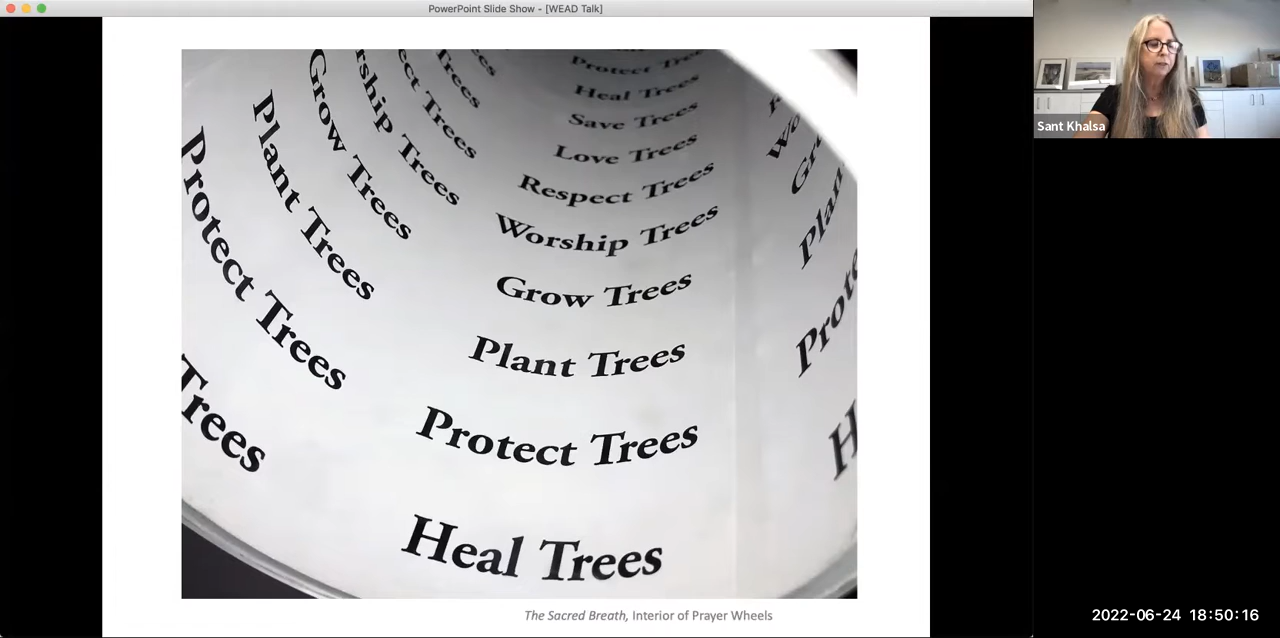 PowerPoint Slide Show - [WEAD Talk]
Sant Khalsa
Trees
Protect Trees
Heal Trees
Save Trees
Love Trees
Respect Trees
Worship Trees
Grow Trees
Plant Trees
Protect Trees
Heal Trees
Trees
Trees
Grow Trees
Plant Trees
Protect Trees
Trees
The Sacred Breath, Interior of Prayer Wheels
2022-06-24 18:50:16